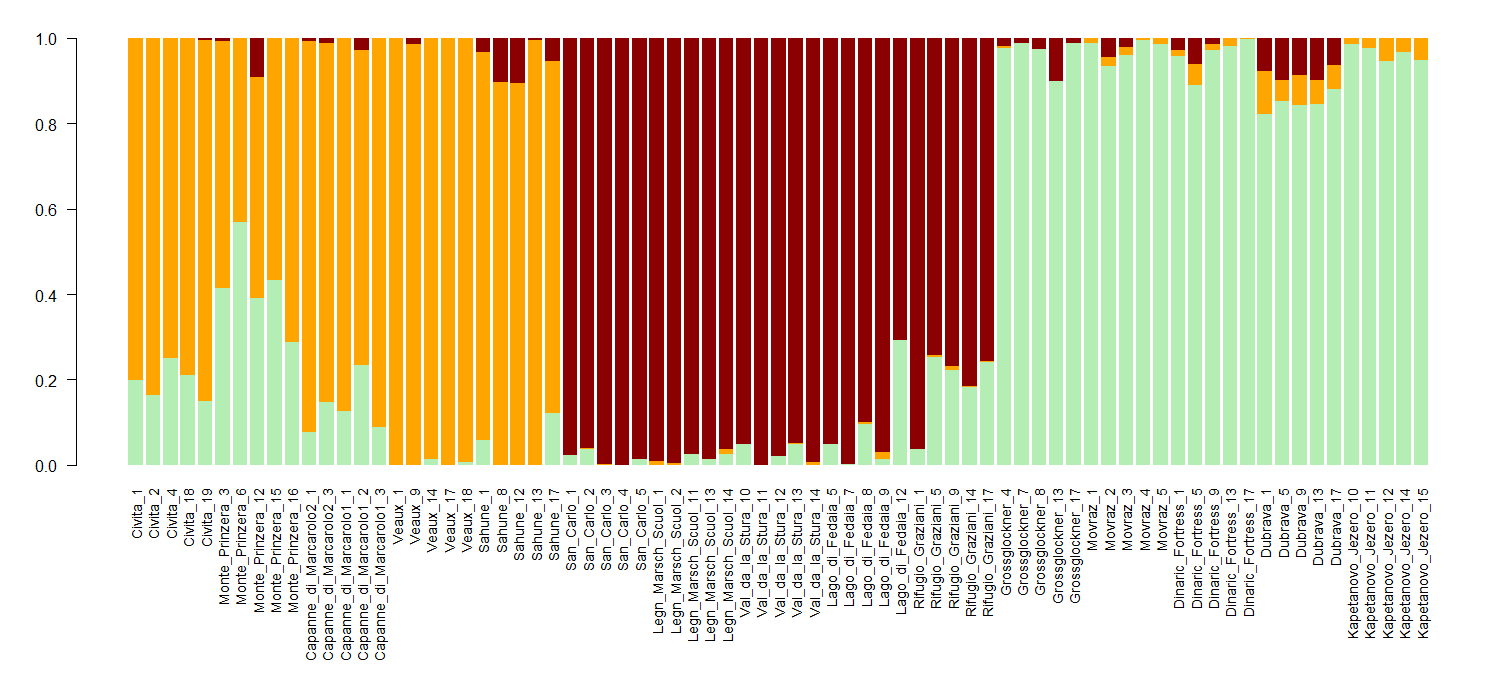 1.0
0.8
0.6
0.4
0.2
0.0
Civita_1
Civita_2
Civita_4
Civita_18
Civita_19
Monte_Prinzera_3
Monte_Prinzera_6
Monte_Prinzera_12
Monte_Prinzera_15
Monte_Prinzera_16
Capanne_di_Marcarolo2_1
Capanne_di_Marcarolo2_3
Capanne_di_Marcarolo1_1
Capanne_di_Marcarolo1_2
Capanne_di_Marcarolo1_3
Veaux_1
Veaux_9
Veaux_14
Veaux_17
Veaux_18
Sahune_1
Sahune_8
Sahune_12
Sahune_13
Sahune_17
San_Carlo_1
San_Carlo_2
San_Carlo_3
San_Carlo_4
San_Carlo_5
Legn_Marsch_Scuol_1
Legn_Marsch_Scuol_2
Legn_Marsch_Scuol_11
Legn_Marsch_Scuol_13
Legn_Marsch_Scuol_14
Val_da_la_Stura_10
Val_da_la_Stura_11
Val_da_la_Stura_12
Val_da_la_Stura_13
Val_da_la_Stura_14
Lago_di_Fedaia_5
Lago_di_Fedaia_7
Lago_di_Fedaia_8
Lago_di_Fedaia_9
Lago_di_Fedaia_12
Rifugio_Graziani_1
Rifugio_Graziani_5
Rifugio_Graziani_9
Rifugio_Graziani_14
Rifugio_Graziani_17
Grossglockner_4
Grossglockner_7
Grossglockner_8
Grossglockner_13
Grossglockner_17
Movraz_1
Movraz_2
Movraz_3
Movraz_4
Movraz_5
Dinaric_Fortress_1
Dinaric_Fortress_5
Dinaric_Fortress_9
Dinaric_Fortress_13
Dinaric_Fortress_17
Dubrava_1
Dubrava_5
Dubrava_9
Dubrava_13
Dubrava_17
Kapetanovo_Jezero_10
Kapetanovo_Jezero_11
Kapetanovo_Jezero_12
Kapetanovo_Jezero_14
Kapetanovo_Jezero_15